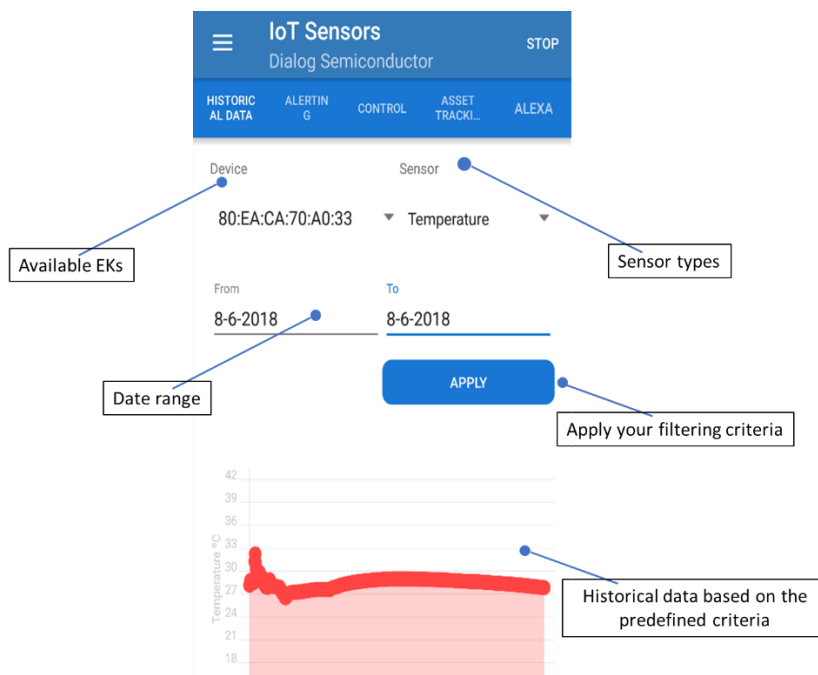 IoT Sensors
Dialog Semiconductor
STOP
HISTORIC
AL DATA
ALERTIN
G
CONTROL
ASSET
TRACKI...
ALEXA
Device
Sensor
80:EA:CA:70:A0:33
Temperature
Available EKs
Sensor types
From
To
8-6-2018
8-6-2018
Date range
APPLY
Apply your filtering criteria
Temperature ºC
42
39
36
33
30
27
24
21
18
Historical data based on the
predefined criteria